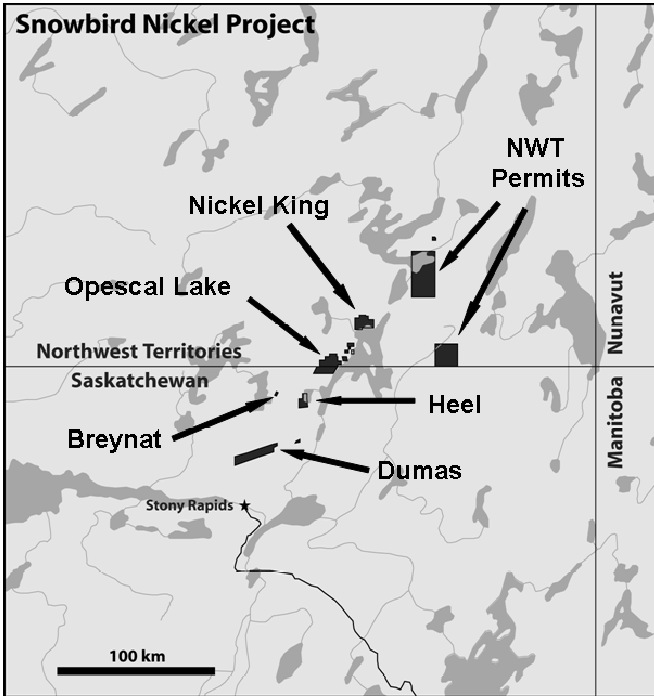 Snowbird Nickel Project
NWT
Permits
Nickel King
Opescal Lake
Nunavut
Northwest Territories
Saskatchewan
Manitoba
Heel
Breynat
Dumas
Stony Rapids
100 km